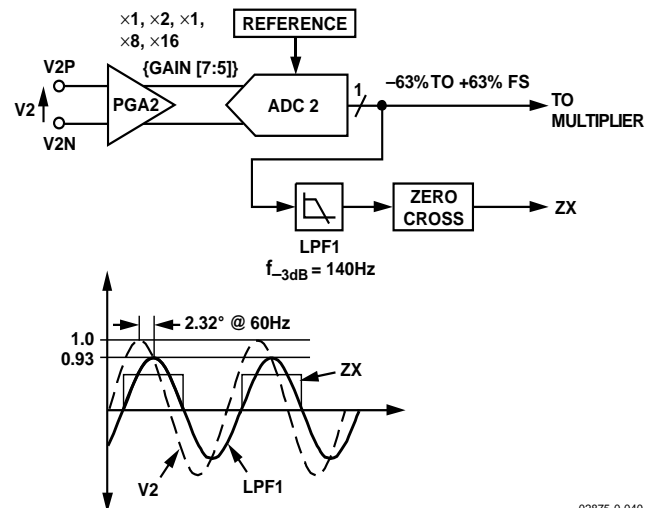 ×1, ×2, ×1,
×8, ×16
REFERENCE
{GAIN [7:5]}
V2P
V2
V2N
PGA2
ADC 2
1
–63% TO +63% FS
TO
MULTIPLIER
LPF1
f–3dB = 140Hz
ZERO
CROSS
ZX
2.32° @ 60Hz
1.0
0.93
ZX
V2
LPF1